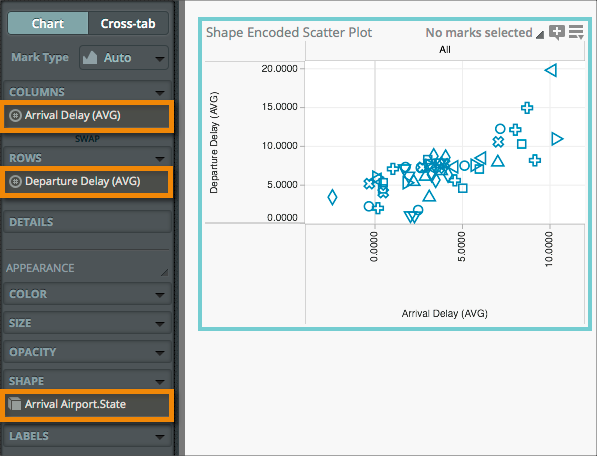 Chart Cross-tab
Mark Type Auto
COLUMNS
Arrival Delay (AVG)
SWAP
ROWS
Departure Delay (AVG)
DETAILS
APPEARANCE
COLOR
SIZE
OPACITY
SHAPE
Arrival Airport.State
LABELS
Shape Encoded Scatter Plot No marks selected
All
Departure Delay (AVG)
20.0000
15.0000
10.0000
5.0000
0.0000
0.0000 5.0000 10.0000
Arrival Delay (AVG)